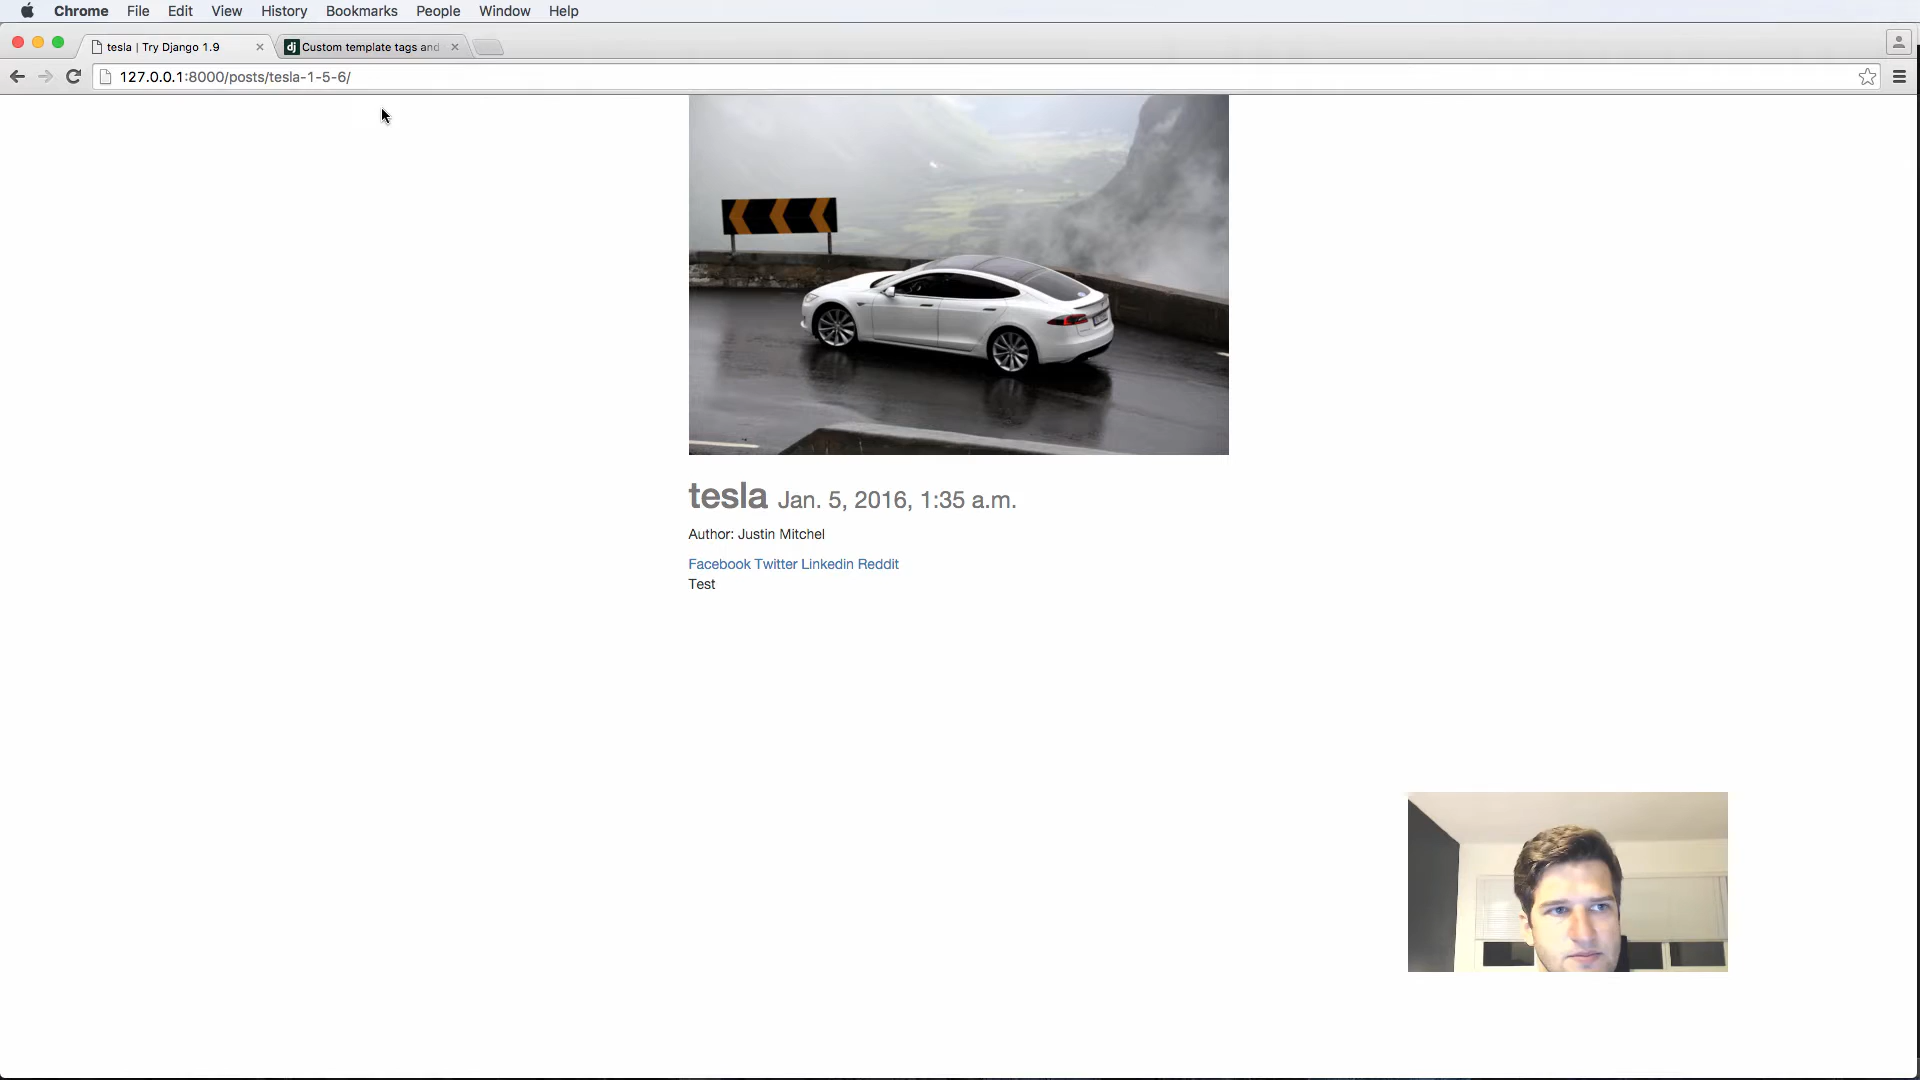 Chrome File Edit View History Bookmarks People Window Help
tesla | Try Django 1.9
dj Custom template tags and
127.0.0.1:8000/posts/tesla-1-5-6/
tesla Jan. 5, 2016, 1:35 a.m.
Author: Justin Mitchel
Facebook Twitter Linkedin Reddit
Test